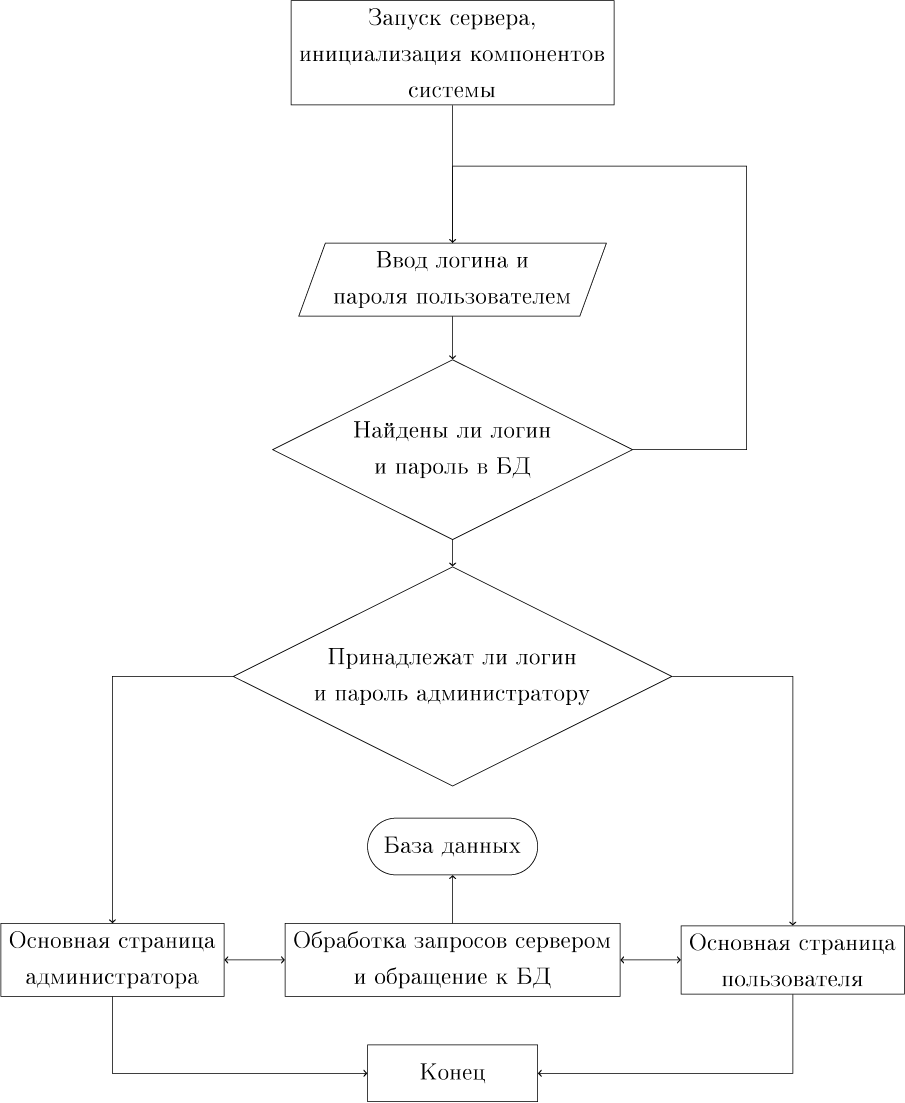 Запуск сервера,
инициализация компонентов
системы
Ввод логина и
пароля пользователем
Найдены ли логин
и пароль в БД
Принадлежат ли логин
и пароль администратору
База данных
Основная страница
администратора
Обработка запросов сервером
и обращение к БД
Основная страница
пользователя
Конец